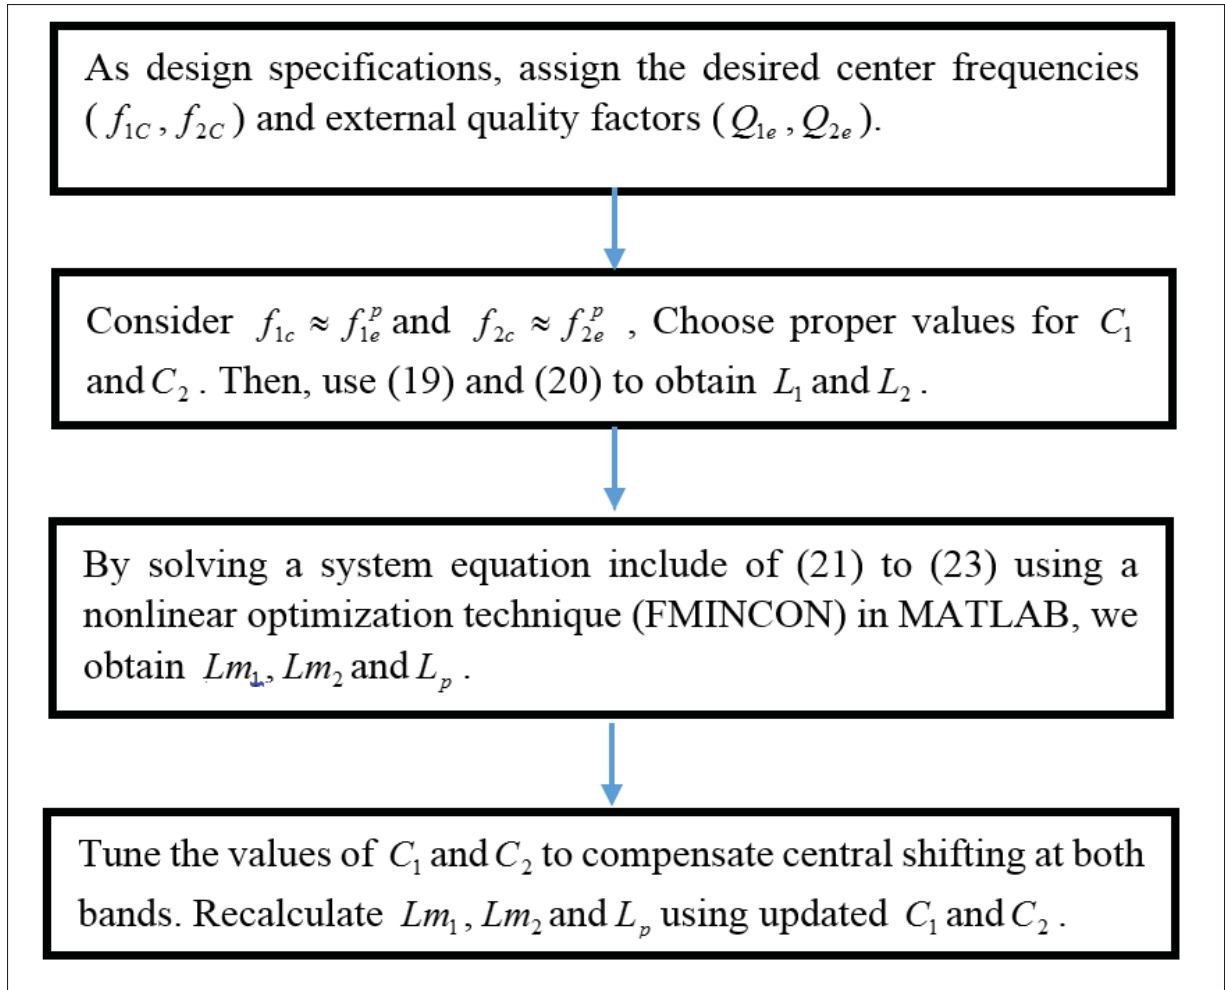 As design specifications, assign the desired center frequencies
( f1C , f2C ) and external quality factors ( Q1e , Q2e ).
Consider f1c ≈ f1e^p and f2c ≈ f2e^p , Choose proper values for C1
and C2 . Then, use (19) and (20) to obtain L1 and L2 .
By solving a system equation include of (21) to (23) using a
nonlinear optimization technique (FMINCON) in MATLAB, we
obtain Lm1, Lm2 and Lp .
Tune the values of C1 and C2 to compensate central shifting at both
bands. Recalculate Lm1 , Lm2 and Lp using updated C1 and C2 .